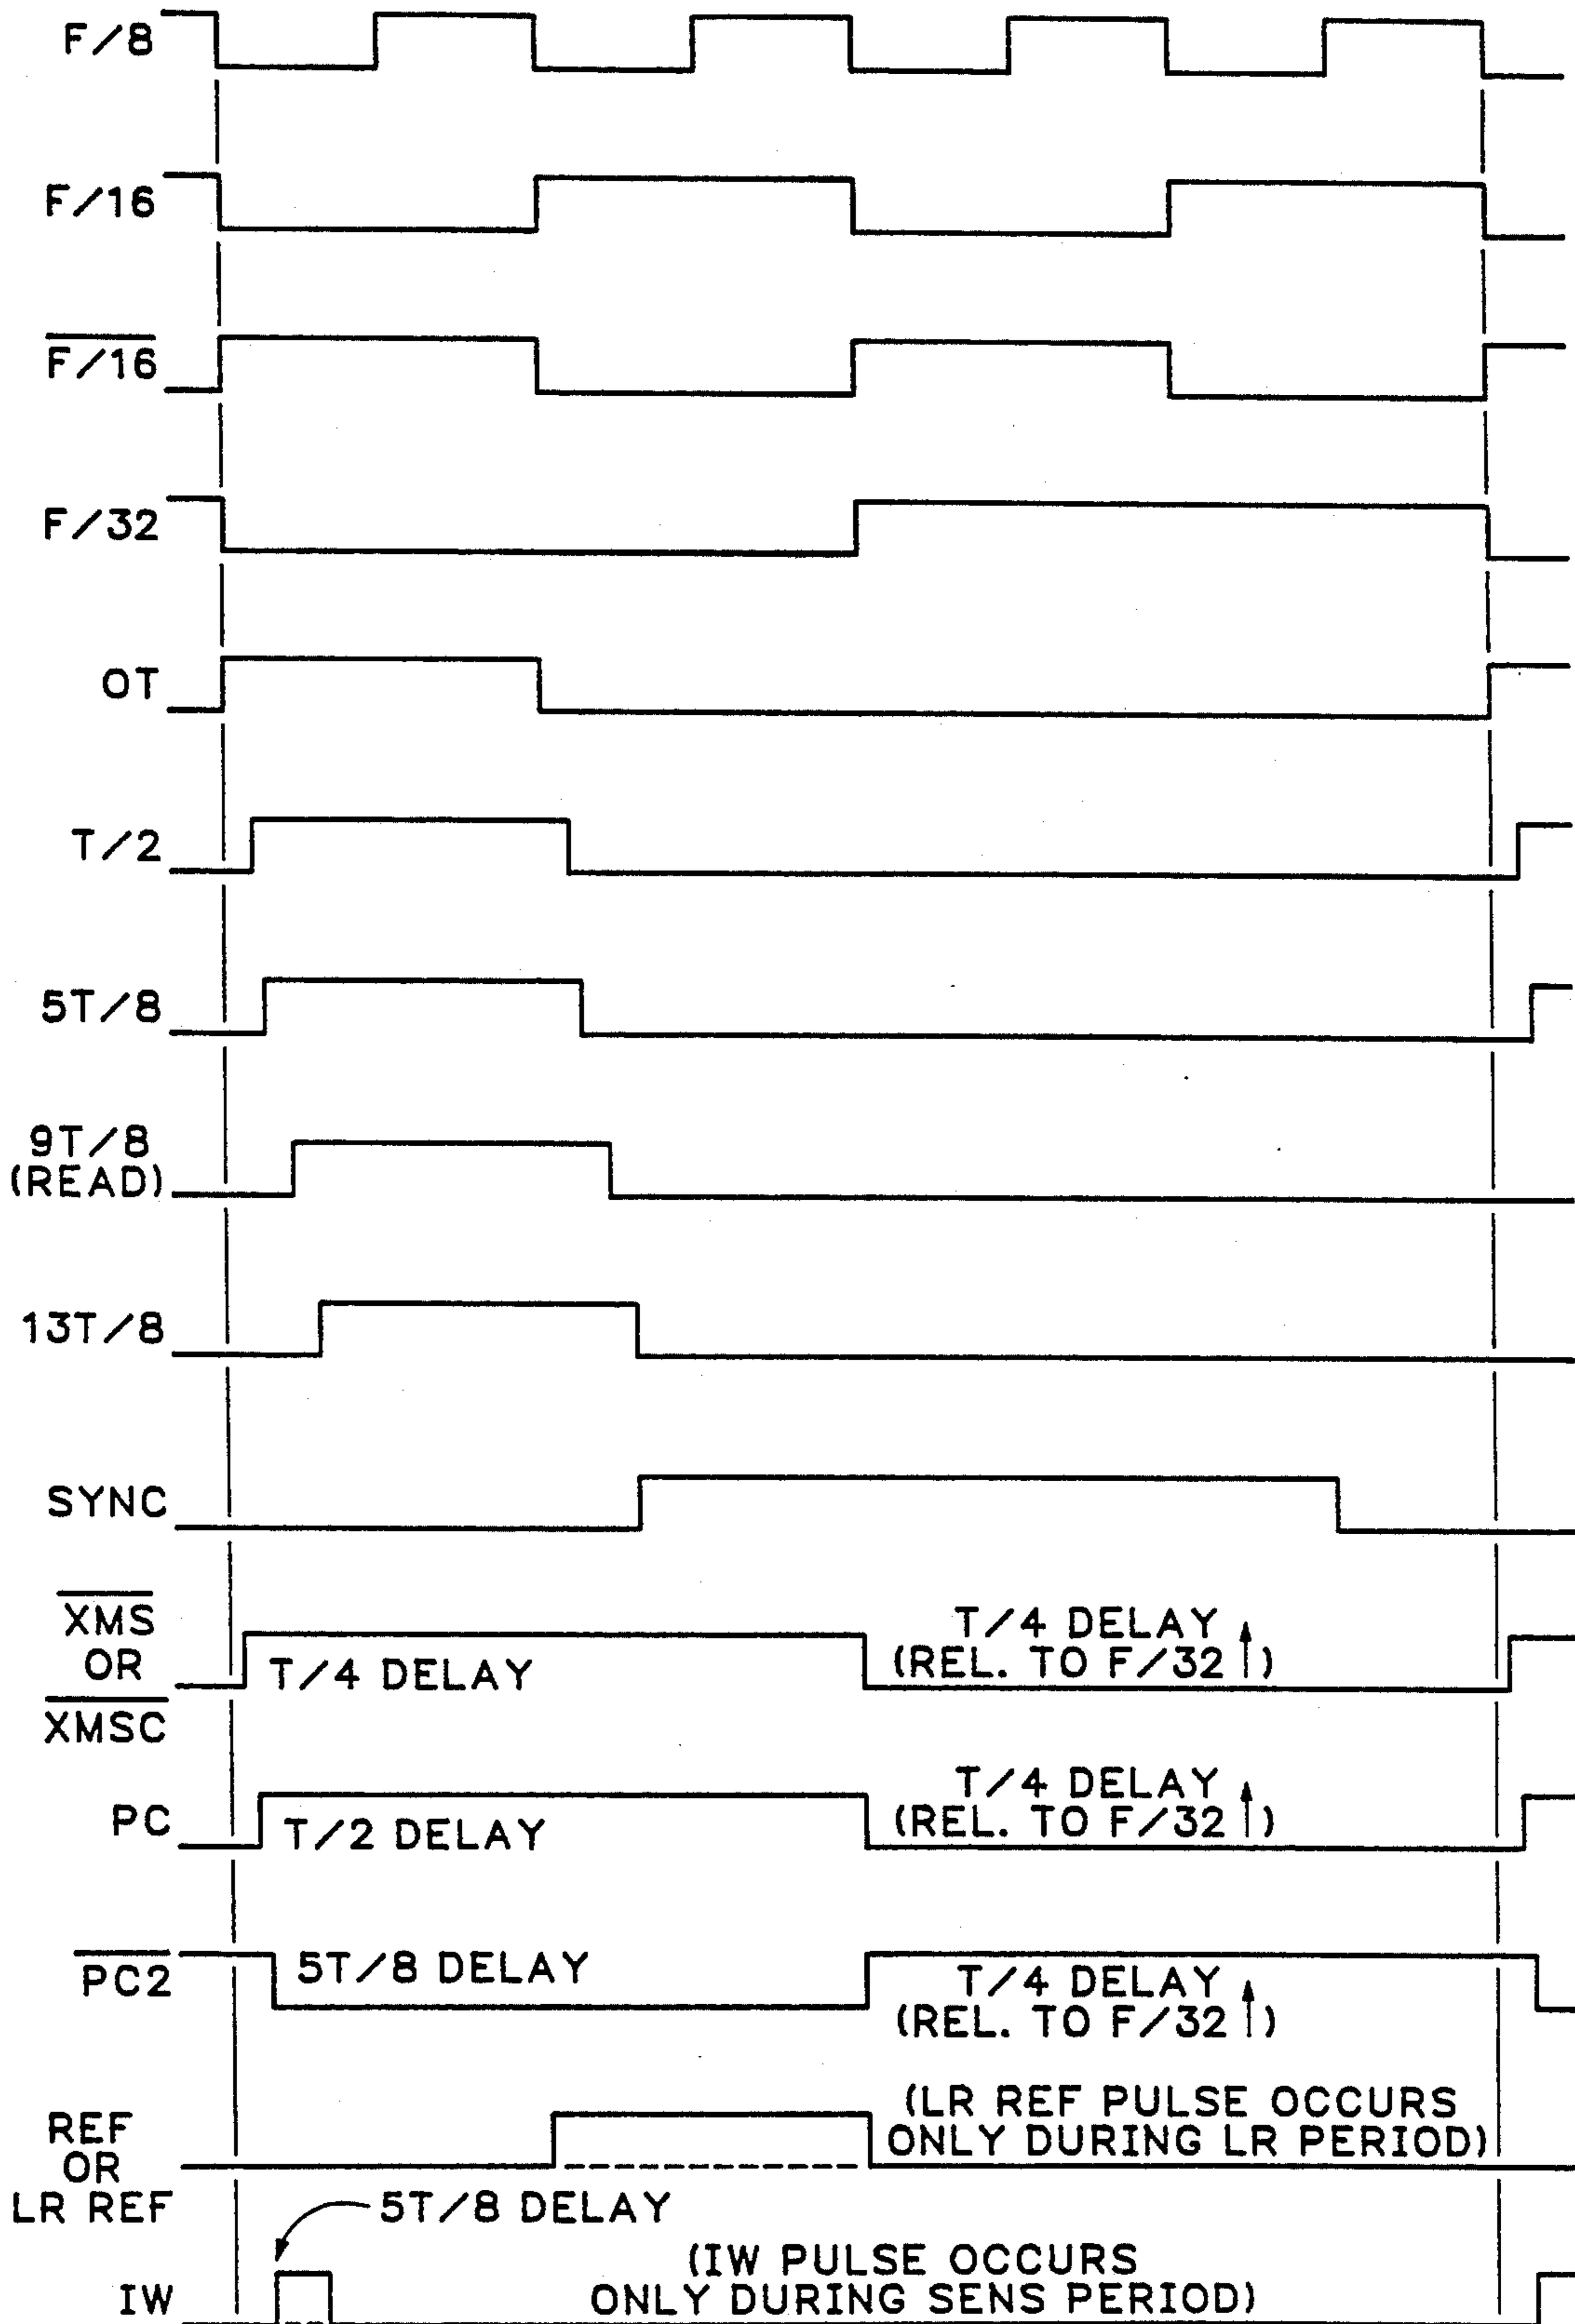 F/8
F/16
F/16
F/32
OT
T/2
5T/8
9T/8
(READ)
13T/8
SYNC
XMS
OR
XMSC
T/4 DELAY
T/4 DELAY
(REL. TO F/32 ↑)
PC
T/2 DELAY
T/4 DELAY
(REL. TO F/32 ↑)
PC2
5T/8 DELAY
T/4 DELAY
(REL. TO F/32 ↑)
REF
OR
LR REF
(LR REF PULSE OCCURS
ONLY DURING LR PERIOD)
5T/8 DELAY
IW
(IW PULSE OCCURS
ONLY DURING SENS PERIOD)